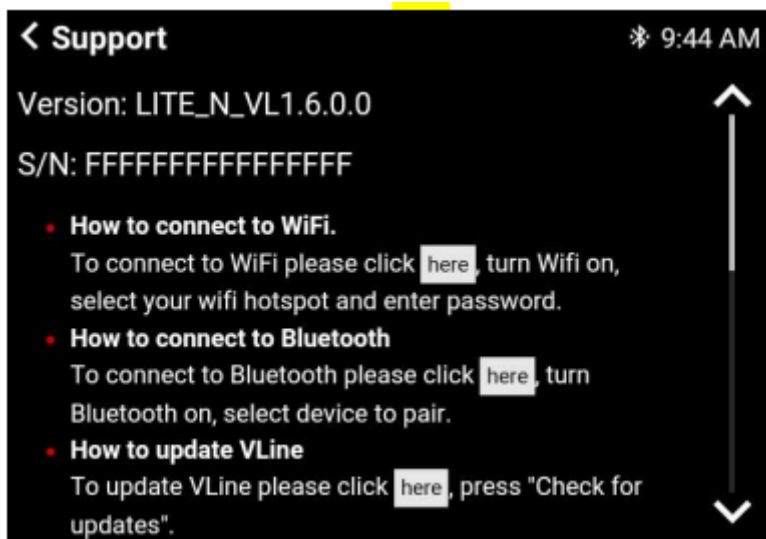 Support
9:44 AM
Version: LITE_N_VL1.6.0.0
S/N: FFFFFFFFFFFFFFFF
How to connect to WiFi.
To connect to WiFi please click here, turn Wifi on,
select your wifi hotspot and enter password.
How to connect to Bluetooth
To connect to Bluetooth please click here, turn
Bluetooth on, select device to pair.
How to update VLine
To update VLine please click here, press "Check for
updates".